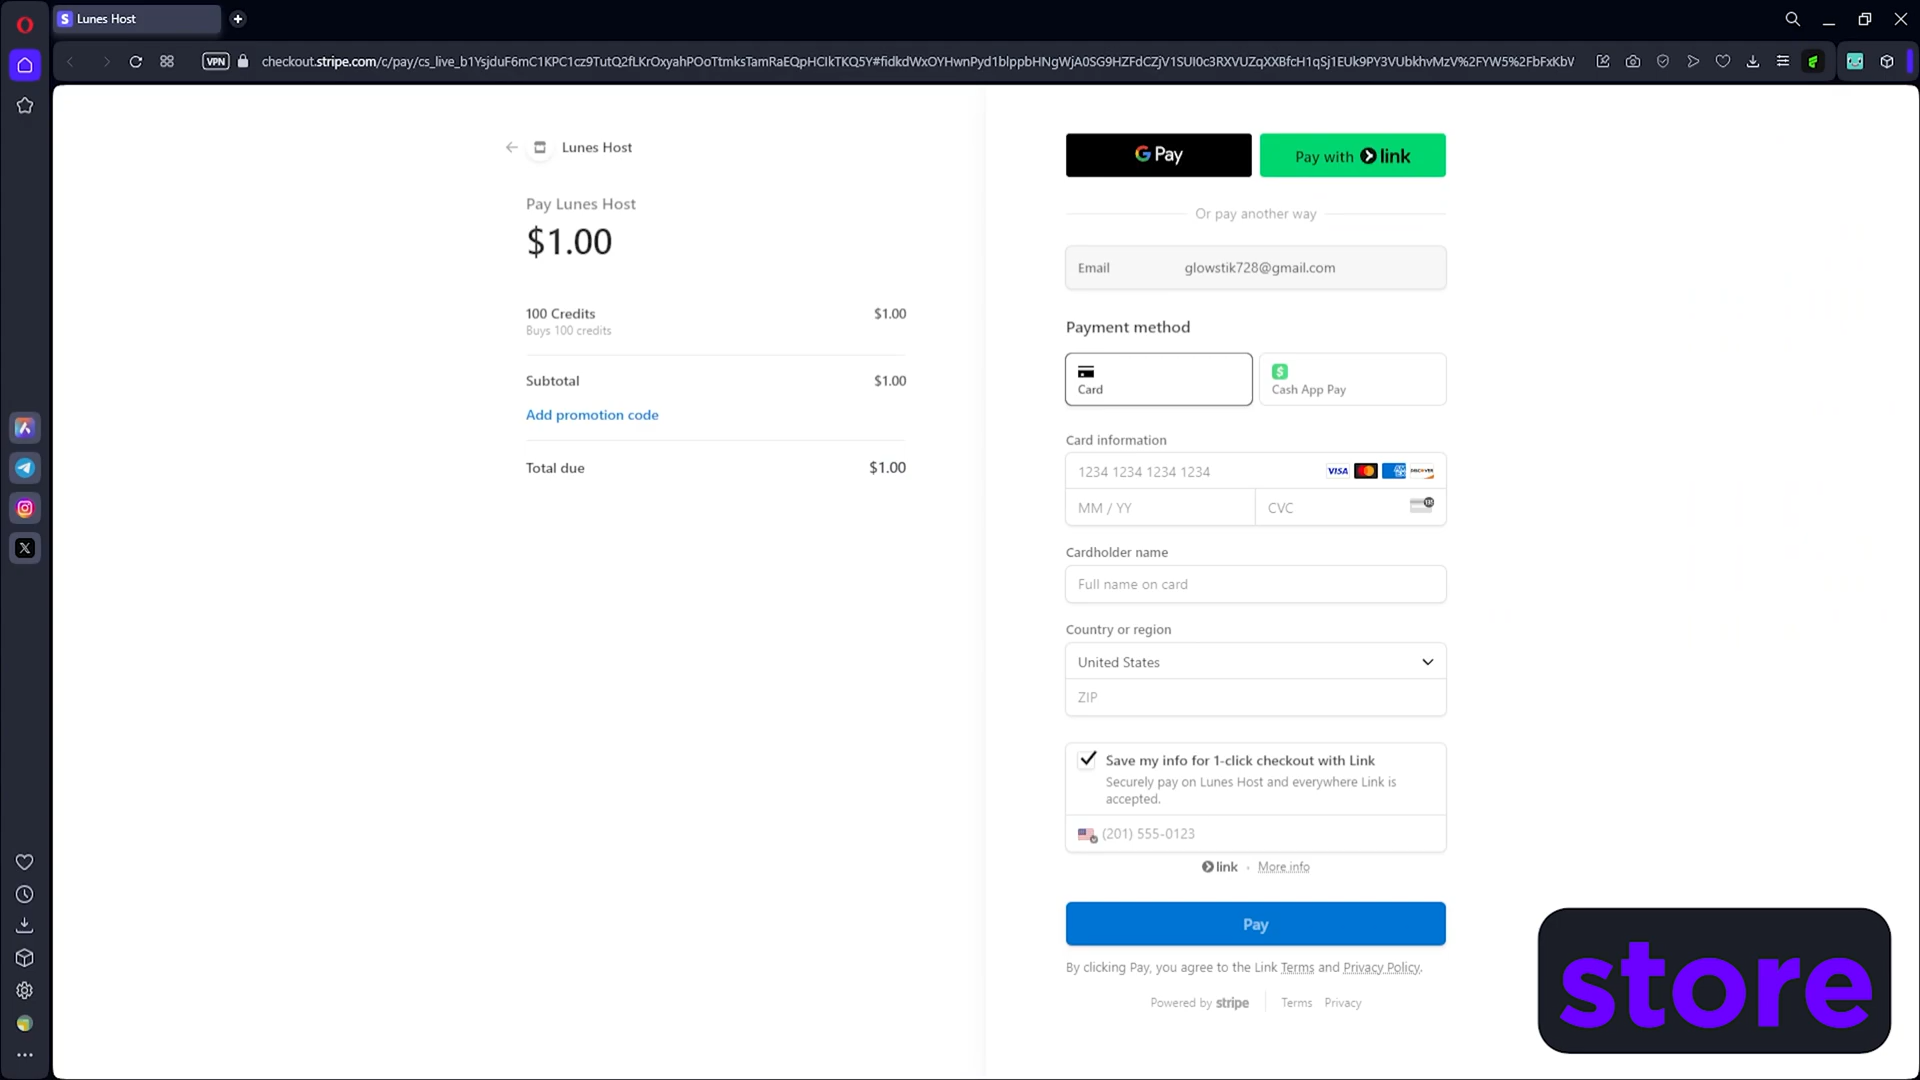 Lunes Host
VPN
checkout.stripe.com/c/pay/cs_live_b1YsjduF6mC1KPC1cz9TutQ2fLKrOxyahPOoTtmksTamRaEQpHCIkTKQ5Y#fidkdWxOYHwnPyd1blppbHNgWjA0SG9HZFdCZjV1SUI0c3RXVUZqXXBfcH1qSj1EUk9PY3VUbkhvMzV%2FYW5%2FbFxKbV
Lunes Host
Pay Lunes Host
$1.00
100 Credits $1.00
Buys 100 credits
Subtotal $1.00
Add promotion code
Total due $1.00
G Pay
Pay with link
Or pay another way
Email glowstik728@gmail.com
Payment method
Card
Cash App Pay
Card information
1234 1234 1234 1234
VISA
DISCOVER
MM / YY
CVC
Cardholder name
Full name on card
Country or region
United States
ZIP
Save my info for 1-click checkout with Link
Securely pay on Lunes Host and everywhere Link is
accepted.
(201) 555-0123
link · More info
Pay
By clicking Pay, you agree to the Link Terms and Privacy Policy.
Powered by stripe
Terms Privacy
store